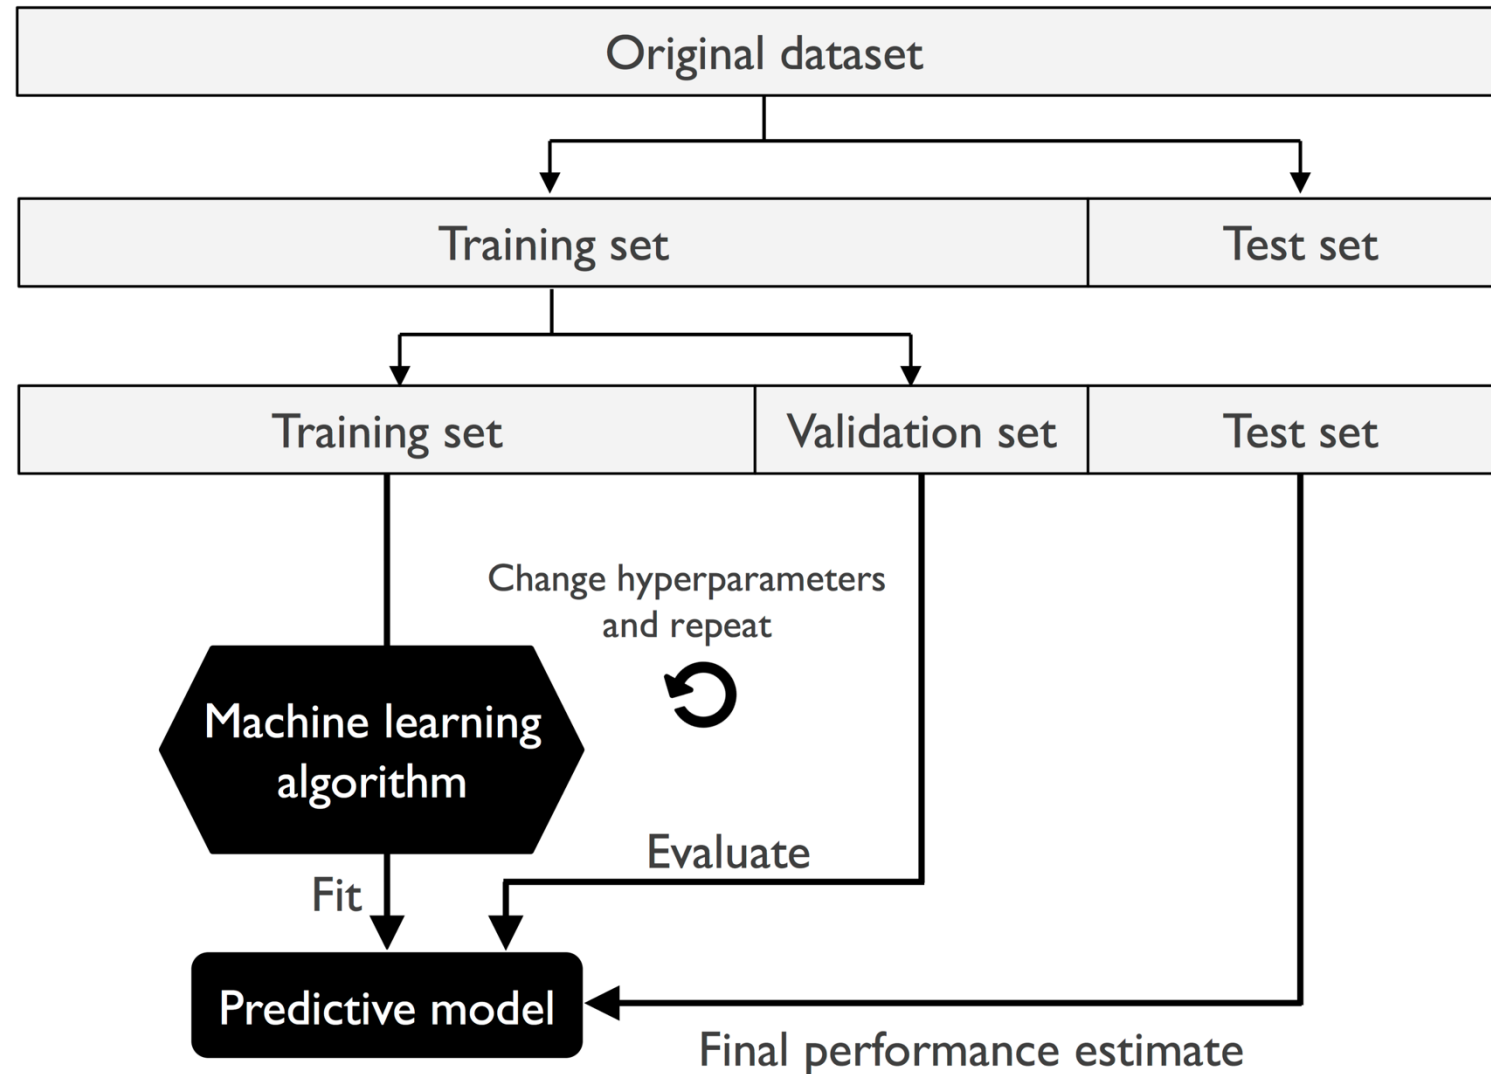 Original dataset
Training set
Test set
Training set
Validation set
Test set
Change hyperparameters
and repeat
Machine learning
algorithm
Evaluate
Fit
Predictive model
Final performance estimate